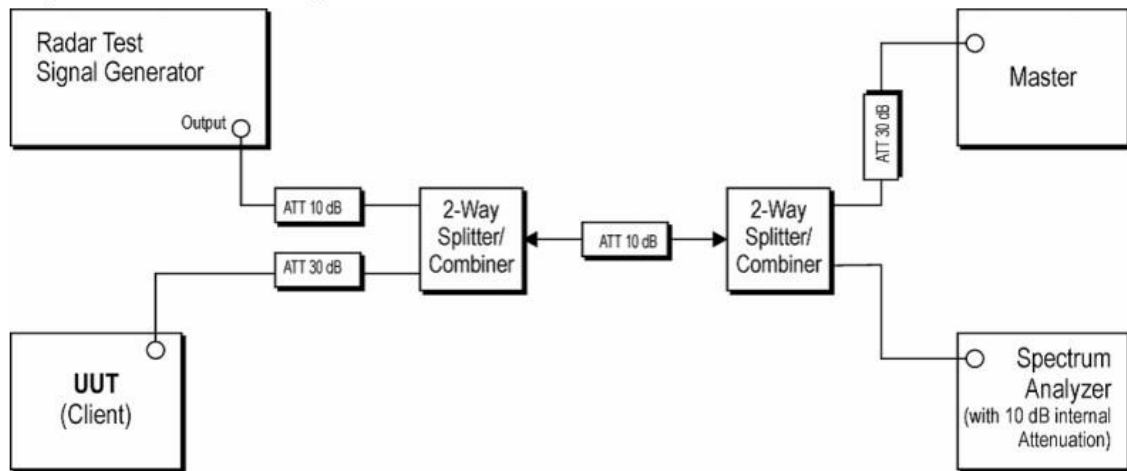 Radar Test
Signal Generator
Output
ATT 10 dB
ATT 30 dB
2-Way
Splitter/
Combiner
ATT 10 dB
2-Way
Splitter/
Combiner
ATT 30 dB
Master
UUT
(Client)
Spectrum
Analyzer
(with 10 dB internal
Attenuation)